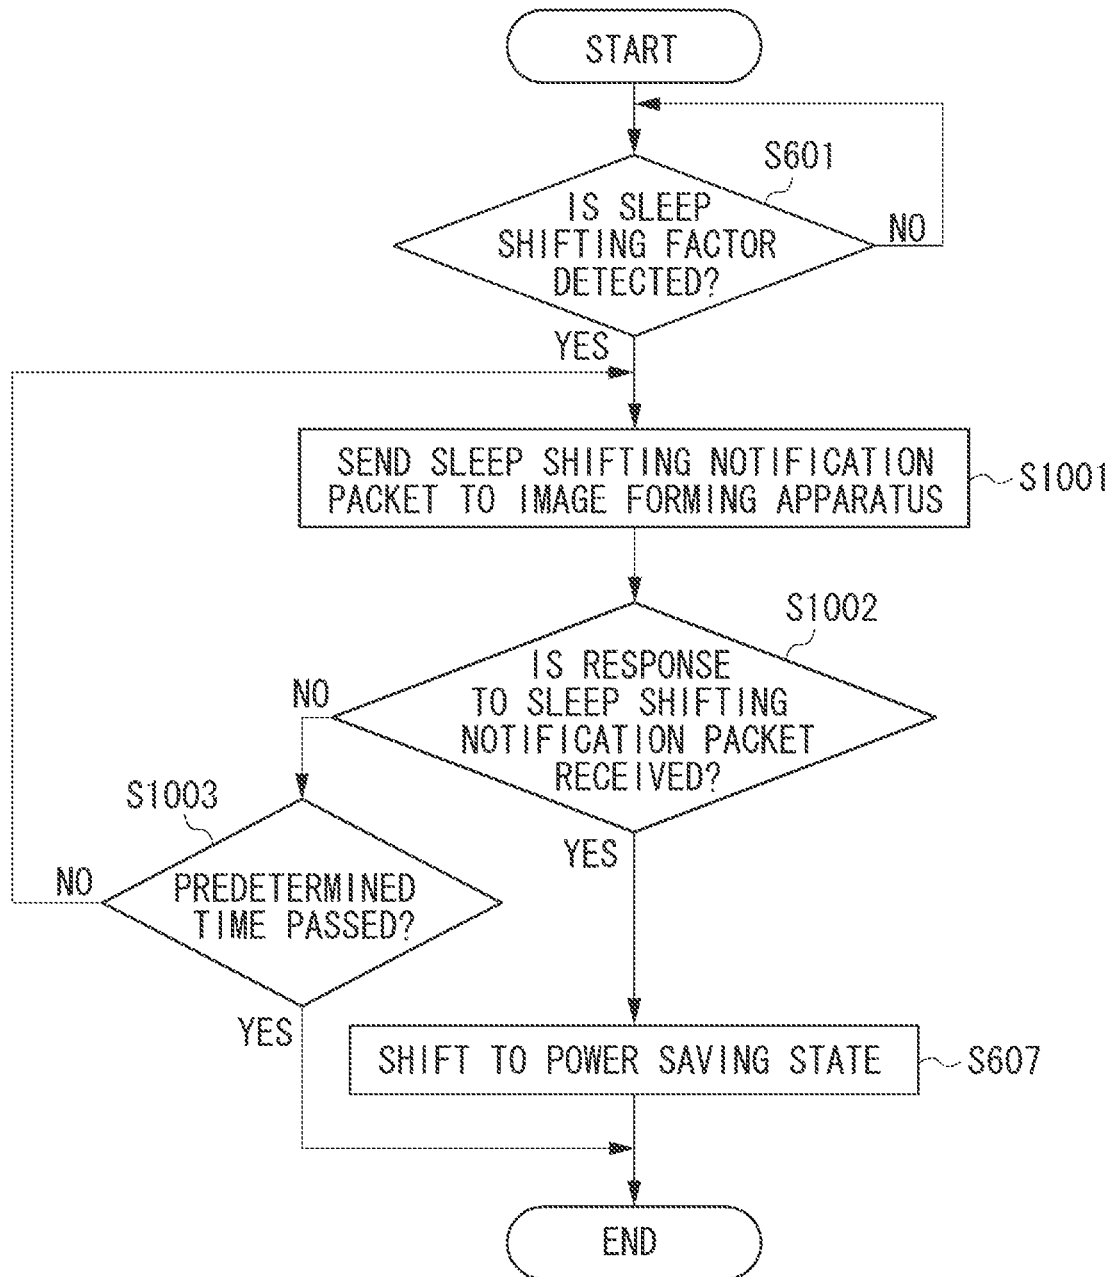 START
S601
IS SLEEP
SHIFTING FACTOR
DETECTED?
NO
YES
SEND SLEEP SHIFTING NOTIFICATION
PACKET TO IMAGE FORMING APPARATUS
S1001
S1002
IS RESPONSE
TO SLEEP SHIFTING
NOTIFICATION PACKET
RECEIVED?
NO
YES
S1003
PREDETERMINED
TIME PASSED?
NO
YES
SHIFT TO POWER SAVING STATE
S607
END